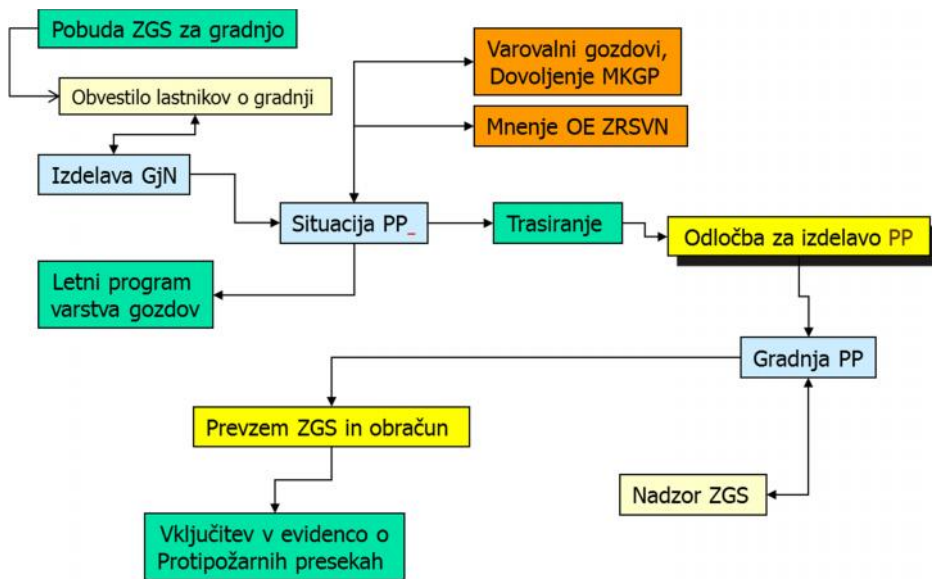 Pobuda ZGS za gradnjo
Varovalni gozdovi,
Dovoljenje MKGP
Obvestilo lastnikov o gradnji
Mnenje OE ZRSVN
Izdelava GjN
Situacija PP_
Trasiranje
Odločba za izdelavo PP
Letni program
varstva gozdov
Gradnja PP
Prevzem ZGS in obračun
Nadzor ZGS
Vključitev v evidenco o
Protipožarnih presekah